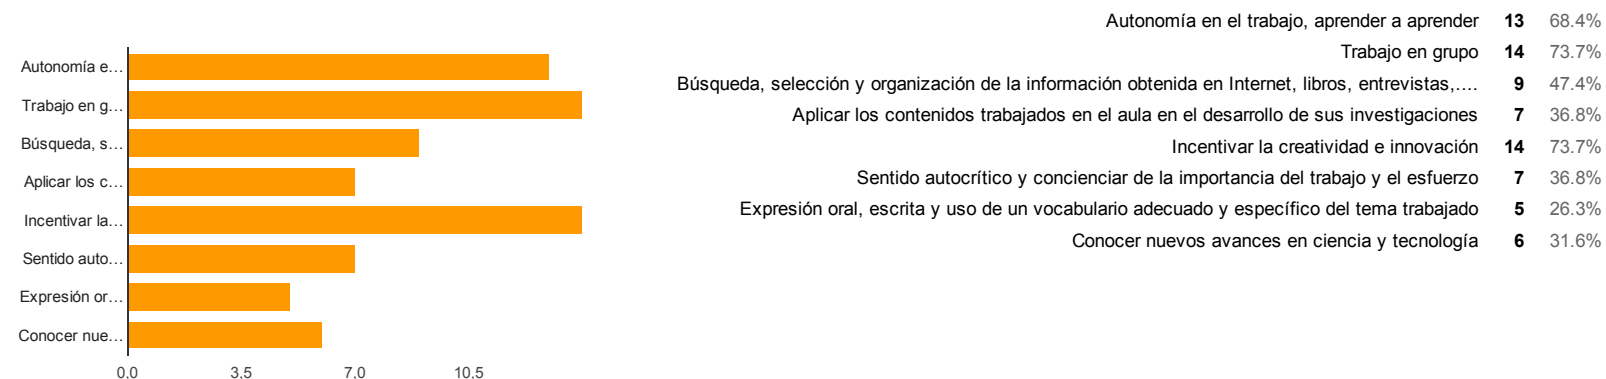 Autonomía e…
Trabajo en g…
Búsqueda, s…
Aplicar los c…
Incentivar la…
Sentido auto…
Expresión or…
Conocer nue…
0,0 3,5 7,0 10,5
Autonomía en el trabajo, aprender a aprender 13 68.4%
Trabajo en grupo 14 73.7%
Búsqueda, selección y organización de la información obtenida en Internet, libros, entrevistas,.… 9 47.4%
Aplicar los contenidos trabajados en el aula en el desarrollo de sus investigaciones 7 36.8%
Incentivar la creatividad e innovación 14 73.7%
Sentido autocrítico y concienciar de la importancia del trabajo y el esfuerzo 7 36.8%
Expresión oral, escrita y uso de un vocabulario adecuado y específico del tema trabajado 5 26.3%
Conocer nuevos avances en ciencia y tecnología 6 31.6%